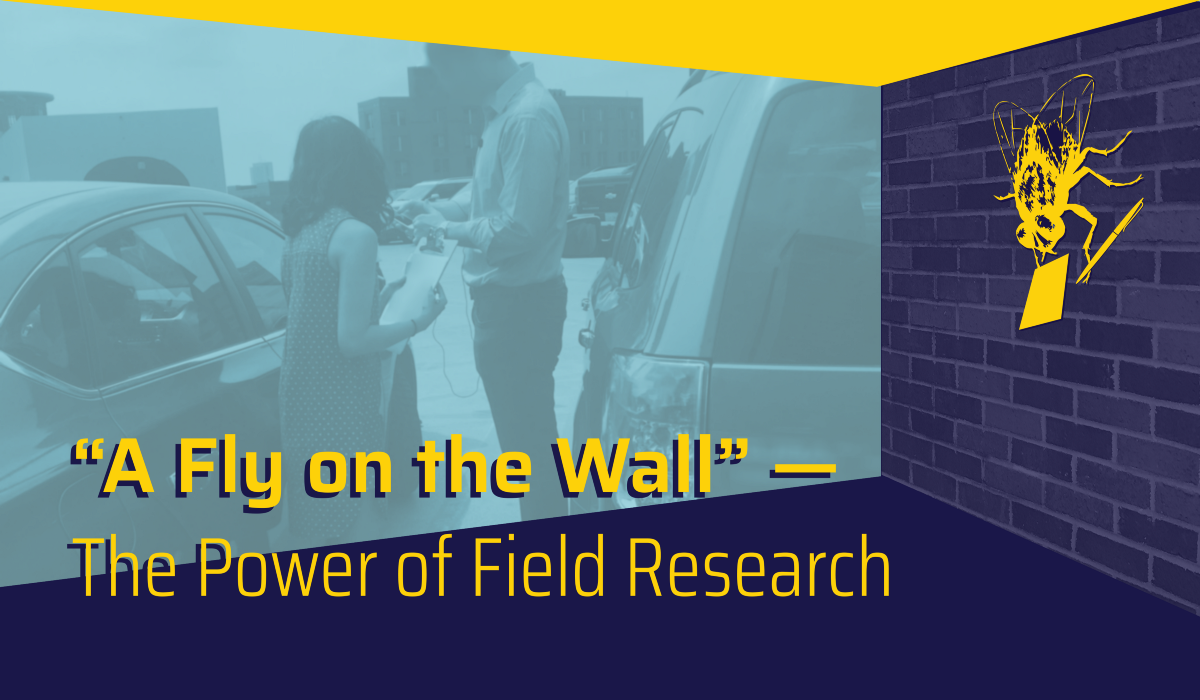 “A Fly on the Wall” —
The Power of Field Research